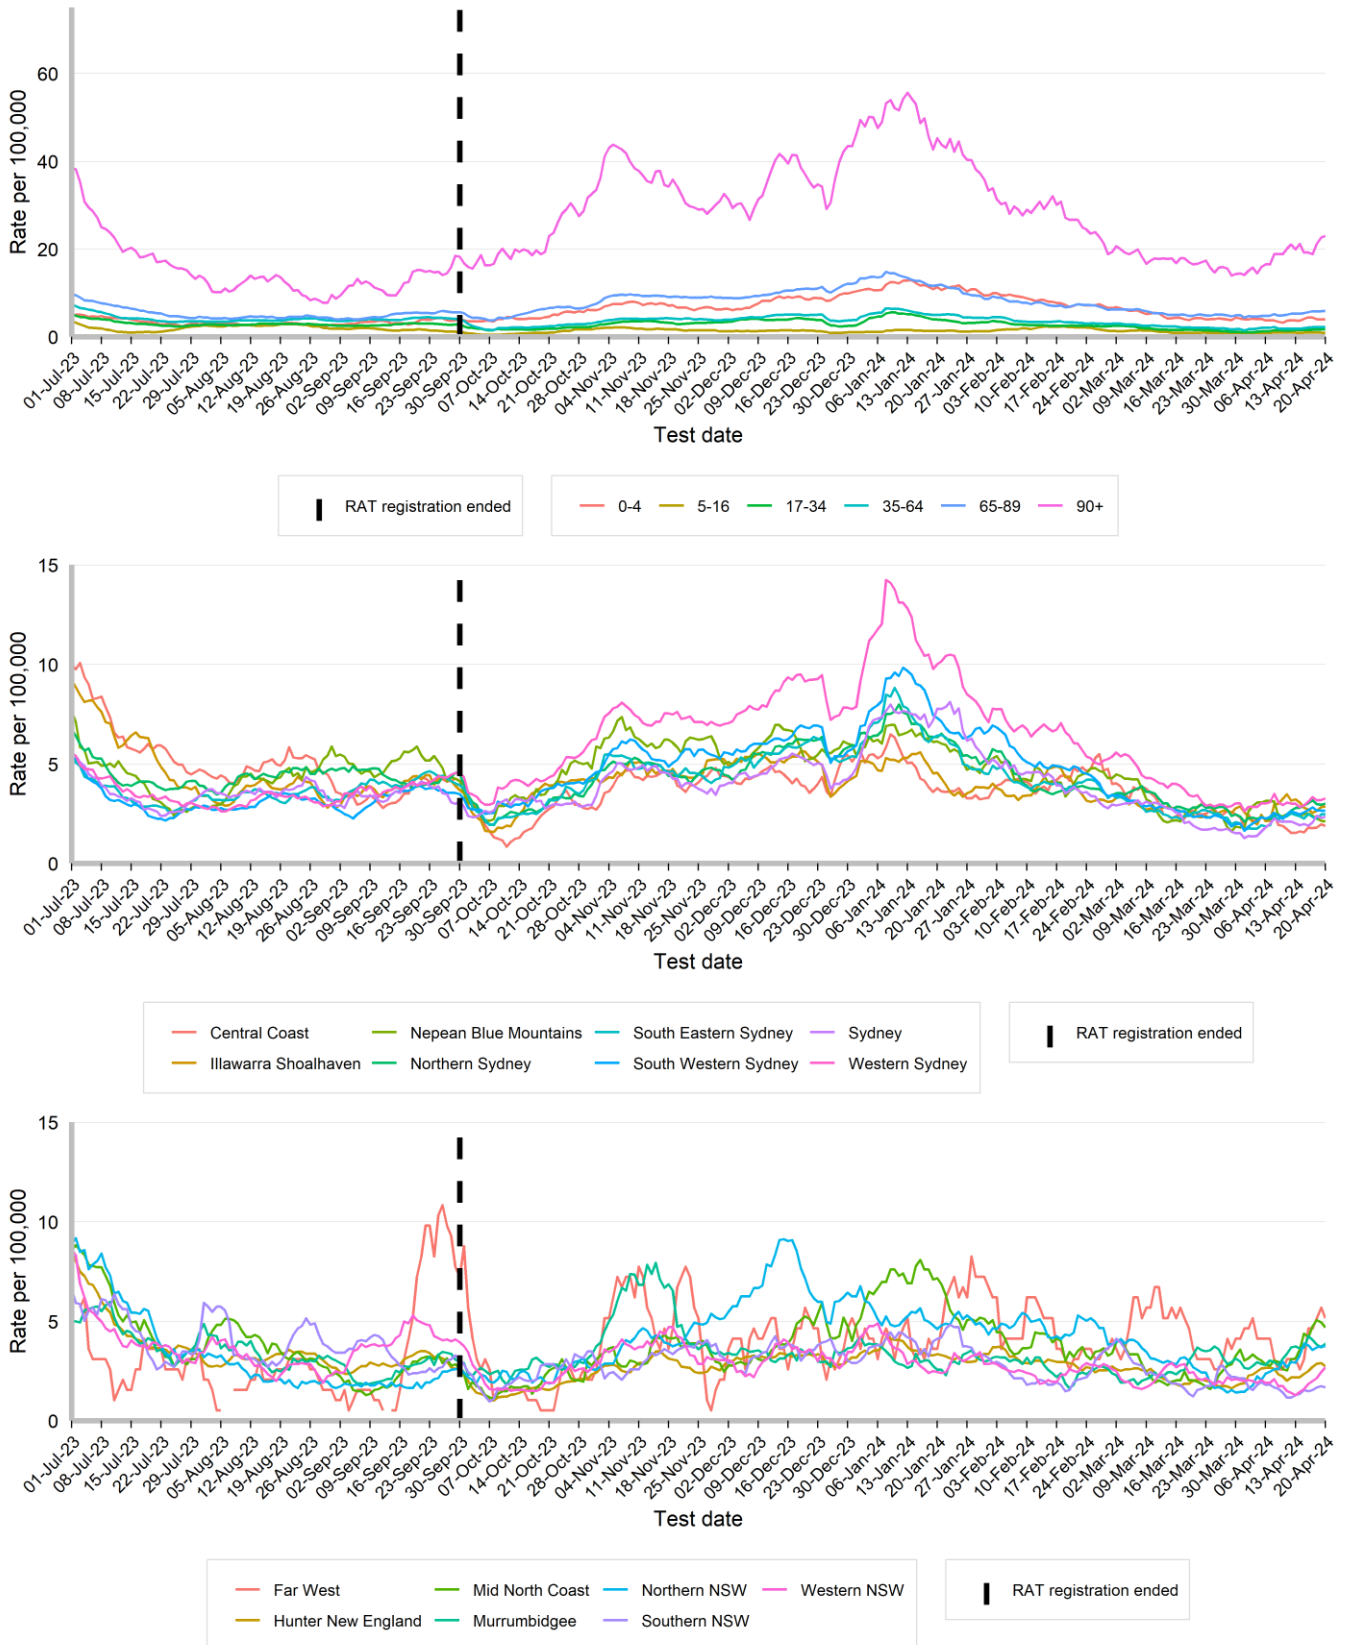 60
40
20
0
Rate per 100,000
01-Jul-23
08-Jul-23
15-Jul-23
22-Jul-23
29-Jul-23
05-Aug-23
12-Aug-23
19-Aug-23
26-Aug-23
02-Sep-23
09-Sep-23
16-Sep-23
23-Sep-23
30-Sep-23
07-Oct-23
14-Oct-23
21-Oct-23
28-Oct-23
04-Nov-23
11-Nov-23
18-Nov-23
25-Nov-23
02-Dec-23
09-Dec-23
16-Dec-23
23-Dec-23
30-Dec-23
06-Jan-24
13-Jan-24
20-Jan-24
27-Jan-24
03-Feb-24
10-Feb-24
17-Feb-24
24-Feb-24
02-Mar-24
09-Mar-24
16-Mar-24
23-Mar-24
30-Mar-24
06-Apr-24
13-Apr-24
20-Apr-24
Test date
RAT registration ended
0-4 5-16 17-34 35-64 65-89 90+
15
10
5
0
Rate per 100,000
01-Jul-23
08-Jul-23
15-Jul-23
22-Jul-23
29-Jul-23
05-Aug-23
12-Aug-23
19-Aug-23
26-Aug-23
02-Sep-23
09-Sep-23
16-Sep-23
23-Sep-23
30-Sep-23
07-Oct-23
14-Oct-23
21-Oct-23
28-Oct-23
04-Nov-23
11-Nov-23
18-Nov-23
25-Nov-23
02-Dec-23
09-Dec-23
16-Dec-23
23-Dec-23
30-Dec-23
06-Jan-24
13-Jan-24
20-Jan-24
27-Jan-24
03-Feb-24
10-Feb-24
17-Feb-24
24-Feb-24
02-Mar-24
09-Mar-24
16-Mar-24
23-Mar-24
30-Mar-24
06-Apr-24
13-Apr-24
20-Apr-24
Test date
Central Coast Nepean Blue Mountains South Eastern Sydney Sydney
Illawarra Shoalhaven Northern Sydney South Western Sydney Western Sydney
RAT registration ended
15
10
5
0
Rate per 100,000
01-Jul-23
08-Jul-23
15-Jul-23
22-Jul-23
29-Jul-23
05-Aug-23
12-Aug-23
19-Aug-23
26-Aug-23
02-Sep-23
09-Sep-23
16-Sep-23
23-Sep-23
30-Sep-23
07-Oct-23
14-Oct-23
21-Oct-23
28-Oct-23
04-Nov-23
11-Nov-23
18-Nov-23
25-Nov-23
02-Dec-23
09-Dec-23
16-Dec-23
23-Dec-23
30-Dec-23
06-Jan-24
13-Jan-24
20-Jan-24
27-Jan-24
03-Feb-24
10-Feb-24
17-Feb-24
24-Feb-24
02-Mar-24
09-Mar-24
16-Mar-24
23-Mar-24
30-Mar-24
06-Apr-24
13-Apr-24
20-Apr-24
Test date
Far West Mid North Coast Northern NSW Western NSW
Hunter New England Murrumbidgee Southern NSW
RAT registration ended